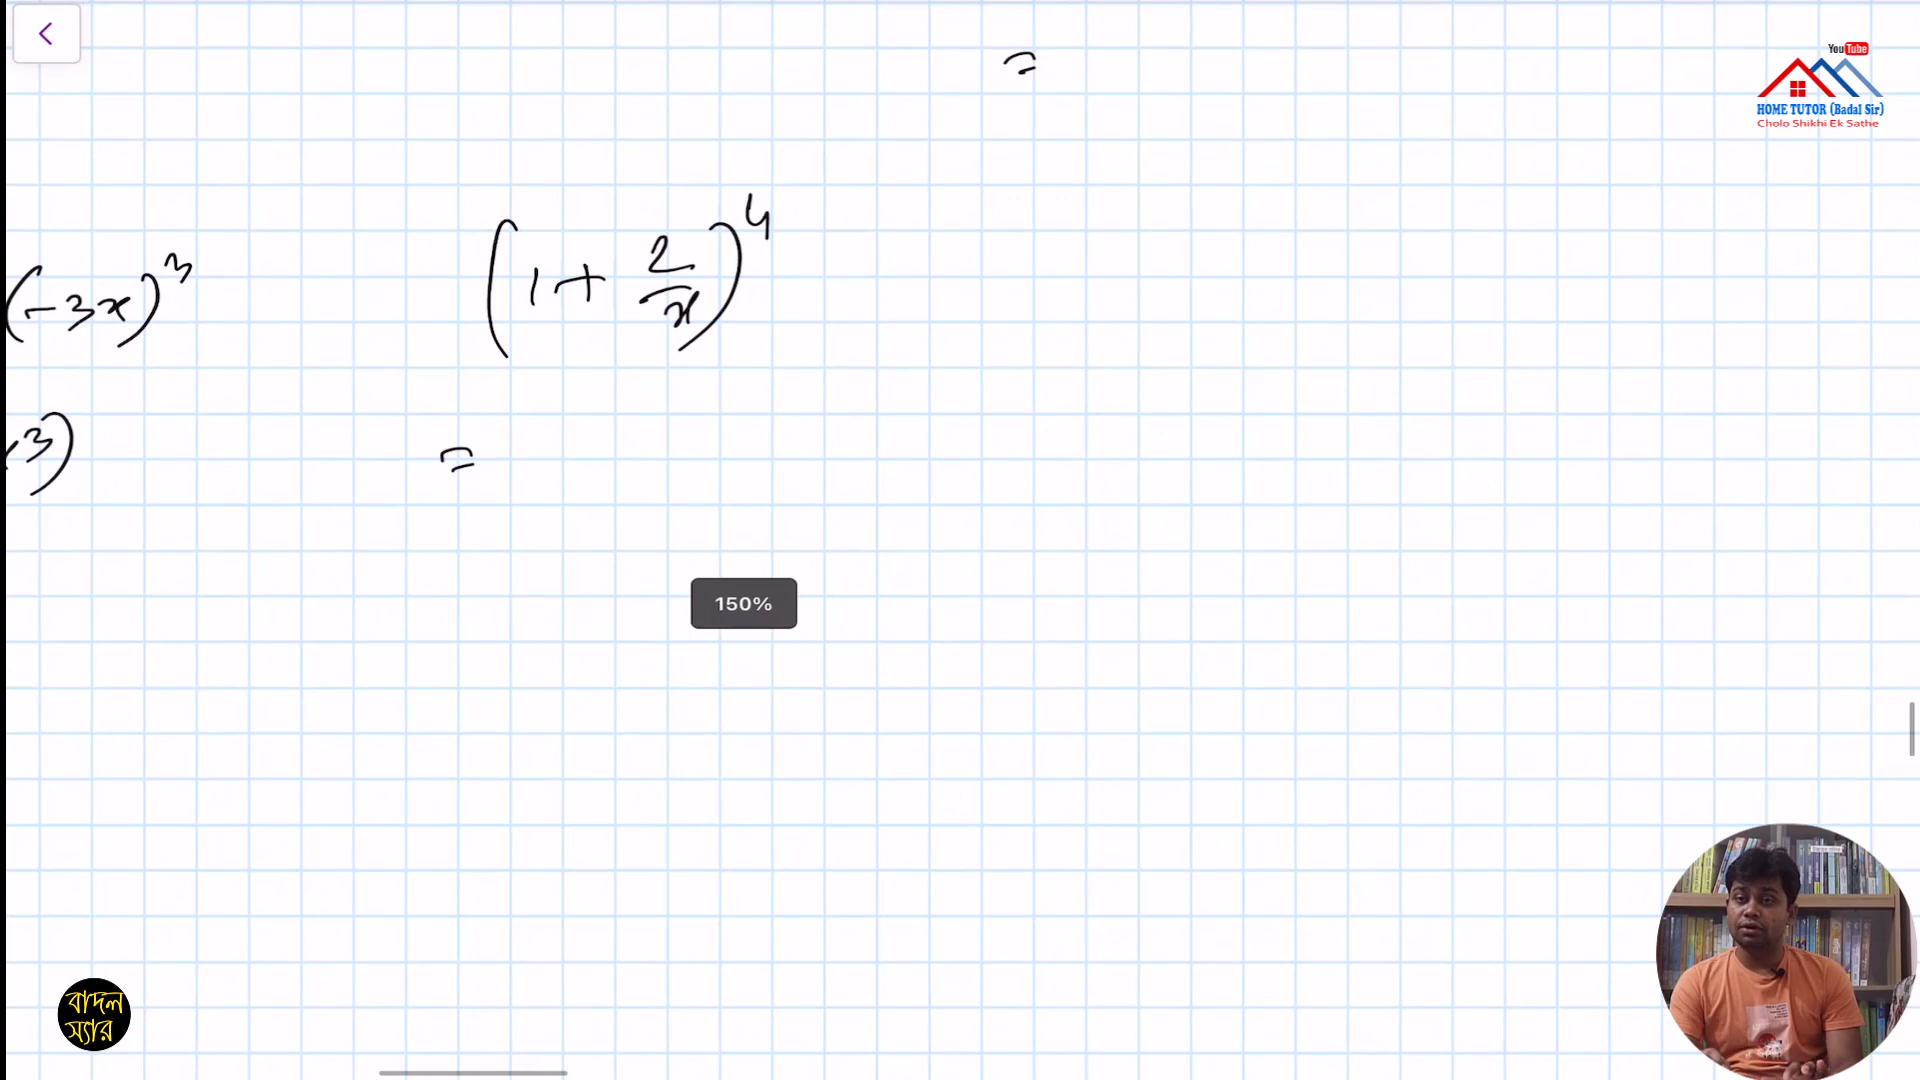 =
YouTube
HOME TUTOR (Badal Sir)
Cholo Shikhi Ek Sathe
(-3x)³
(1 + 2/x)⁴
3)
=
150%
বাদল
স্যার